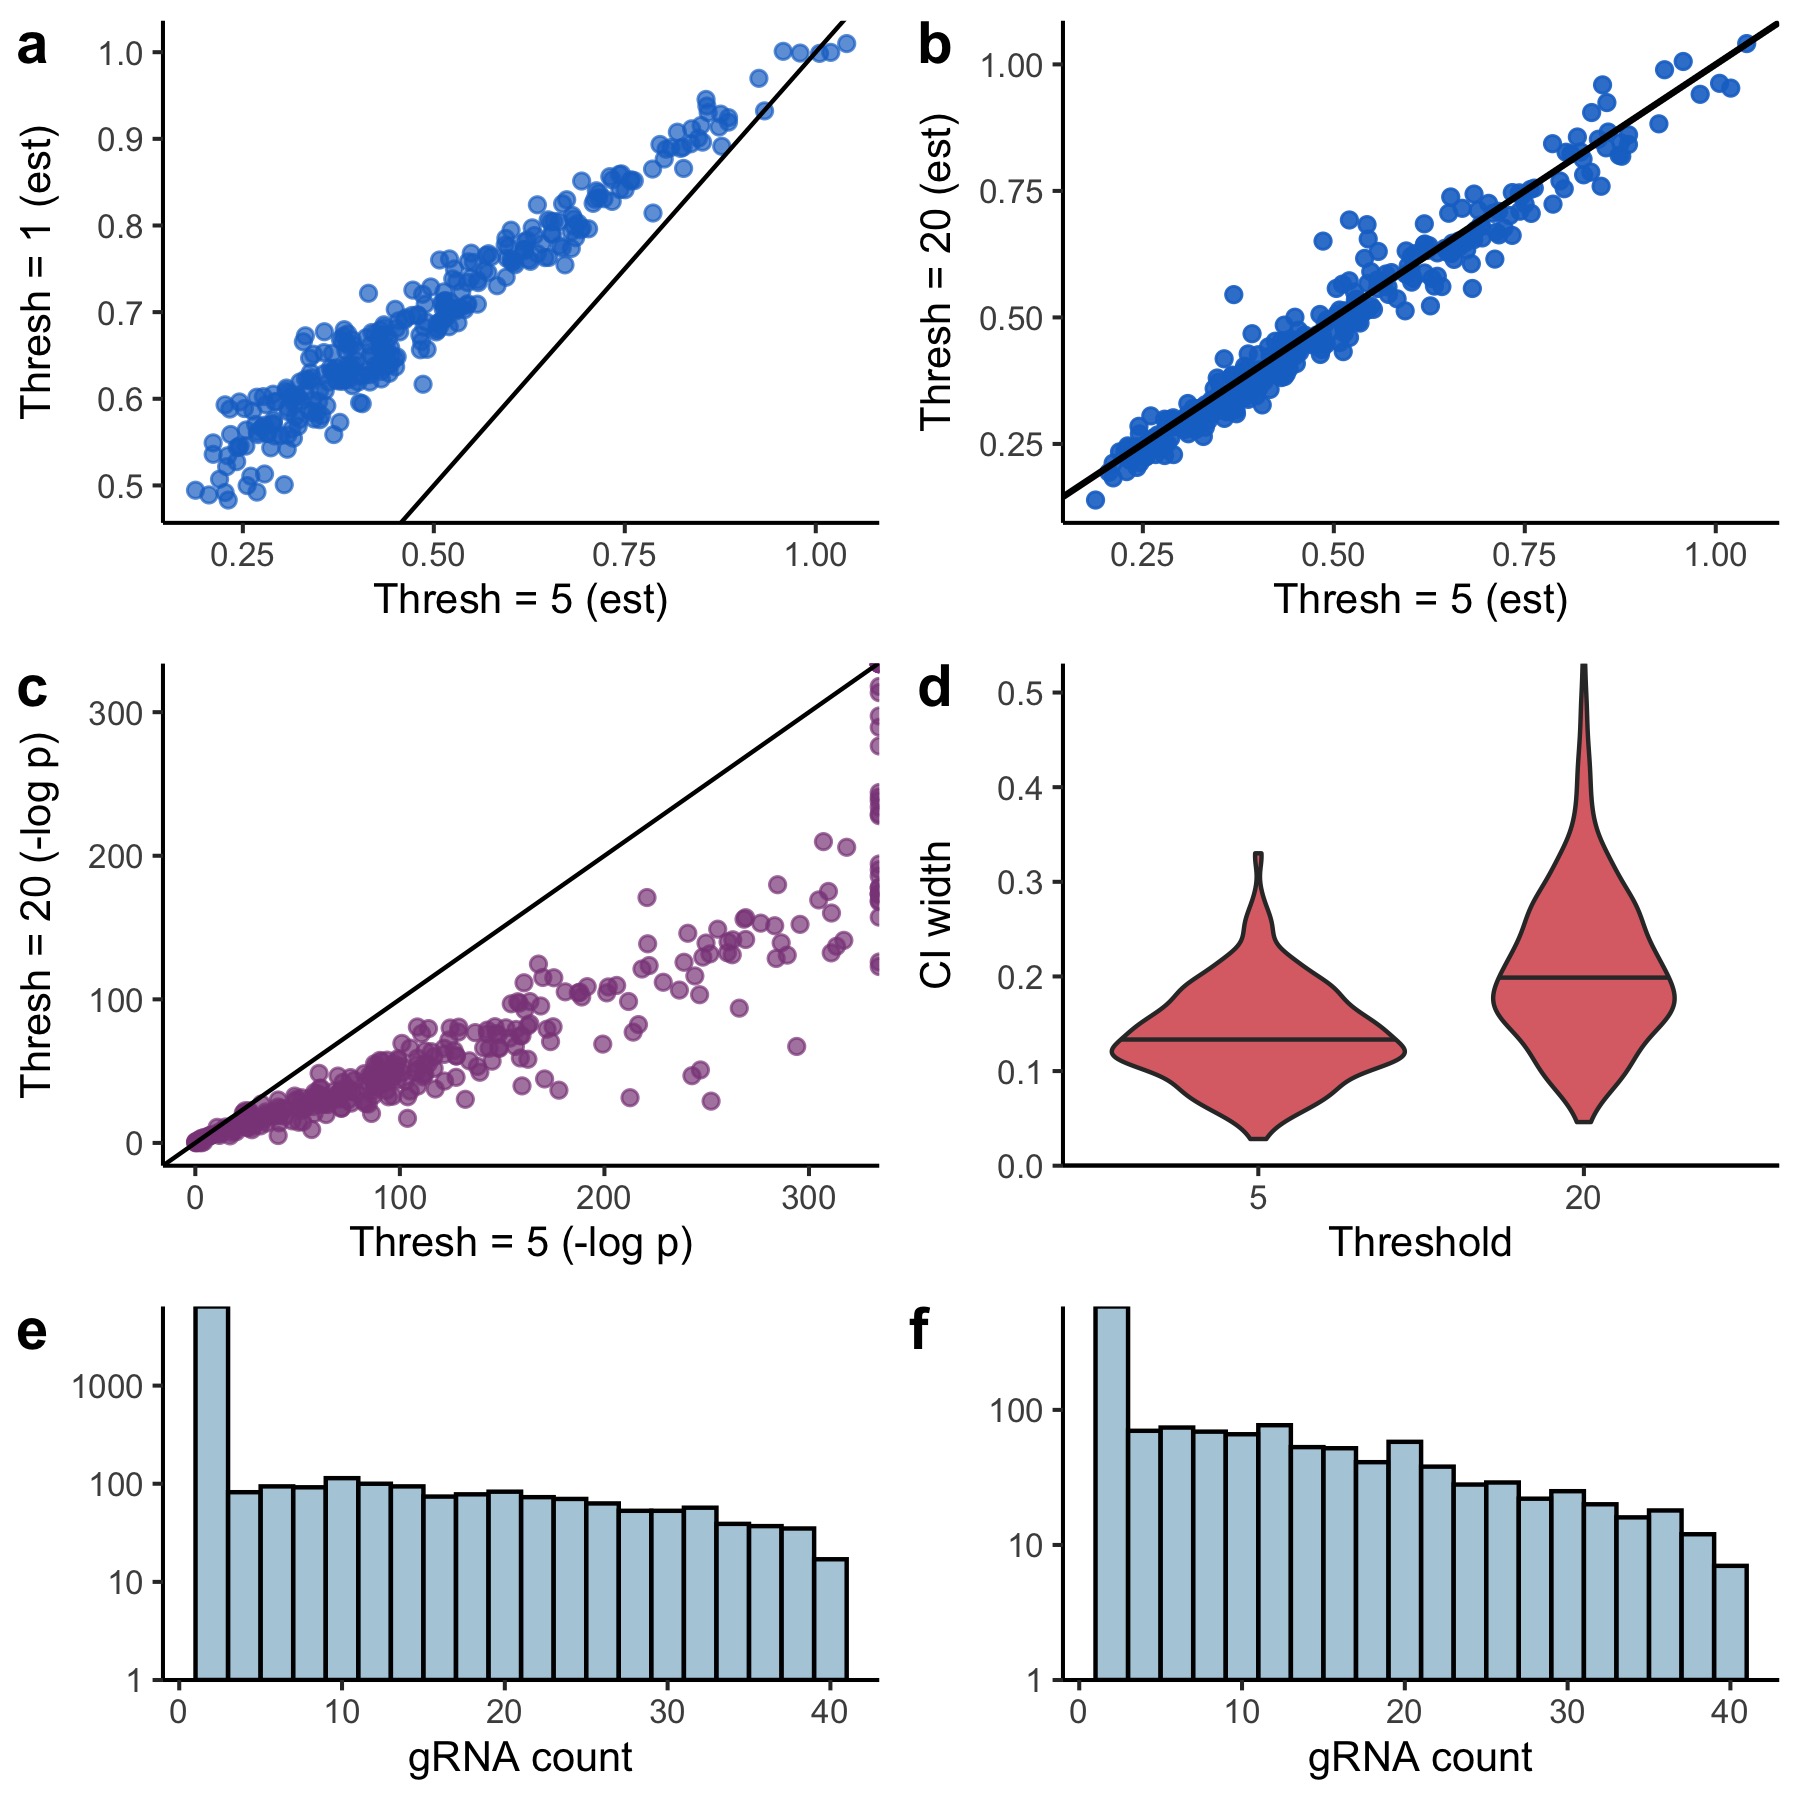 a
Thresh = 1 (est)
1.0
0.9
0.8
0.7
0.6
0.5
0.25 0.50 0.75 1.00
Thresh = 5 (est)
b
Thresh = 20 (est)
1.00
0.75
0.50
0.25
0.25 0.50 0.75 1.00
Thresh = 5 (est)
c
Thresh = 20 (-log p)
300
200
100
0
0 100 200 300
Thresh = 5 (-log p)
d
CI width
0.5
0.4
0.3
0.2
0.1
0.0
5 20
Threshold
e
1000
100
10
1
0 10 20 30 40
gRNA count
f
100
10
1
0 10 20 30 40
gRNA count